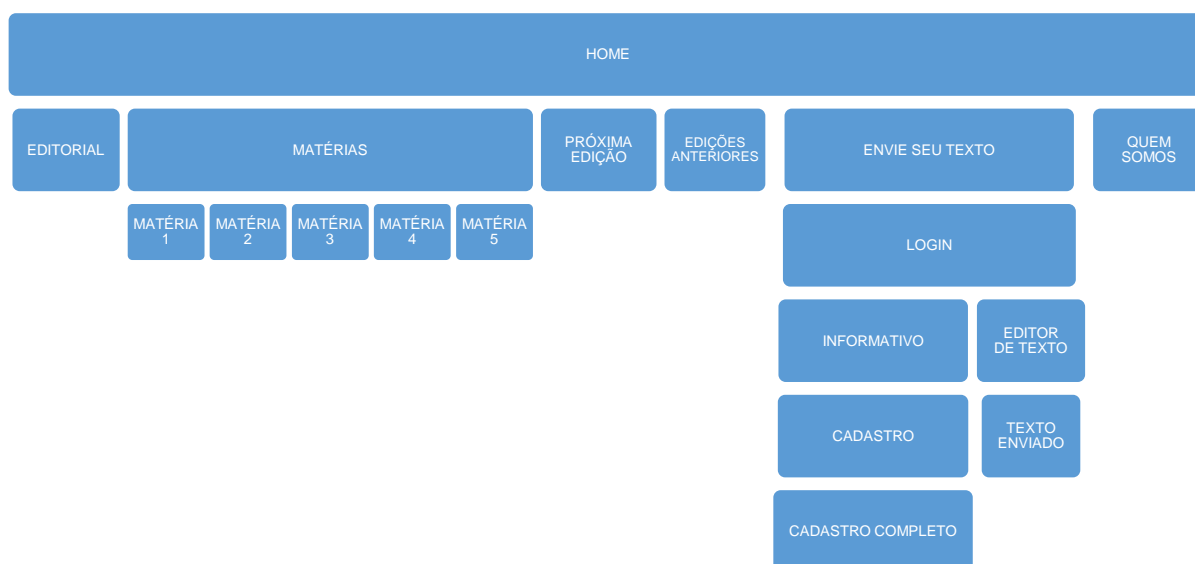 HOME
EDITORIAL
MATÉRIAS
PRÓXIMA
EDIÇÃO
EDIÇÕES
ANTERIORES
ENVIE SEU TEXTO
QUEM
SOMOS
MATÉRIA
1
MATÉRIA
2
MATÉRIA
3
MATÉRIA
4
MATÉRIA
5
LOGIN
INFORMATIVO
EDITOR
DE TEXTO
CADASTRO
TEXTO
ENVIADO
CADASTRO COMPLETO